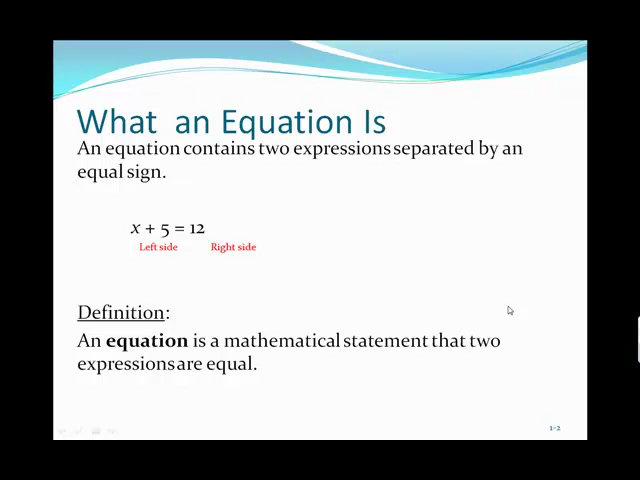 What an Equation Is
An equation contains two expressions separated by an
equal sign.
x + 5 = 12
Left side Right side
Definition:
An equation is a mathematical statement that two
expressions are equal.
1-2